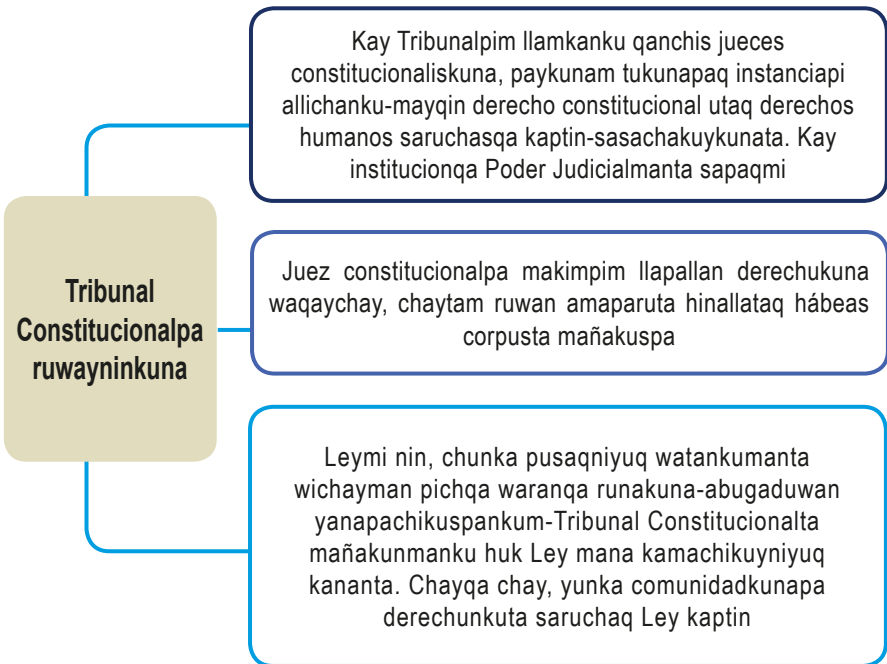 Kay Tribunalpim llamkanku qanchis jueces
constitucionaliskuna, paykunam tukunapaq instanciapi
allichanku-mayqin derecho constitucional utaq derechos
humanos saruchasqa kaptin-sasachakuykunata. Kay
institucionqa Poder Judicialmanta sapaqmi
Tribunal
Constitucionalpa
ruwayninkuna
Juez constitucionalpa makimpim llapallan derechukuna
waqaychay, chaytam ruwan amaparuta hinallataq hábeas
corpusta mañakuspa
Leymi nin, chunka pusaqniyuq watankumanta
wichayman pichqa waranqa runakuna-abugaduwan
yanapachikuspankum-Tribunal Constitucionalta
mañakunmanku huk Ley mana kamachikuyniyuq
kananta. Chayqa chay, yunka comunidadkunapa
derechunkuta saruchaq Ley kaptin